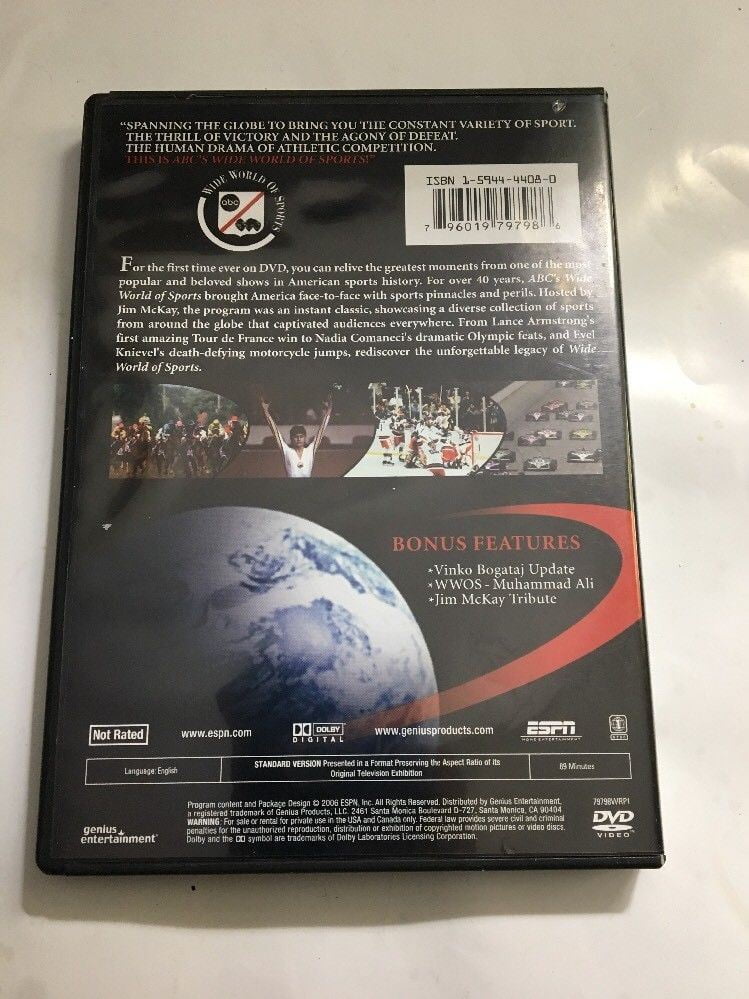 “SPANNING THE GLOBE TO BRING YOU THE CONSTANT VARIETY OF SPORT.
THE THRILL OF VICTORY AND THE AGONY OF DEFEAT.
THE HUMAN DRAMA OF ATHLETIC COMPETITION.
THIS IS ABC'S WIDE WORLD OF SPORTS!”
WIDE WORLD OF SPORTS
abc
ISBN 1-5944-4408-0
7 96019 79798 6
For the first time ever on DVD, you can relive the greatest moments from one of the most
popular and beloved shows in American sports history. For over 40 years, ABC's Wide
World of Sports brought America face-to-face with sports pinnacles and perils. Hosted by
Jim McKay, the program was an instant classic, showcasing a diverse collection of sports
from around the globe that captivated audiences everywhere. From Lance Armstrong's
first amazing Tour de France win to Nadia Comaneci's dramatic Olympic feats, and Evel
Knievel's death-defying motorcycle jumps, rediscover the unforgettable legacy of Wide
World of Sports.
BONUS FEATURES
*Vinko Bogataj Update
*WWOS - Muhammad Ali
*Jim McKay Tribute
Not Rated
www.espn.com
DOLBY
DIGITAL
www.geniusproducts.com
ESPN
HOME ENTERTAINMENT
Language: English
STANDARD VERSION Presented in a Format Preserving the Aspect Ratio of its
Original Television Exhibition
89 Minutes
genius
entertainment
Program content and Package Design © 2006 ESPN, Inc. All Rights Reserved. Distributed by Genius Entertainment,
a registered trademark of Genius Products, LLC. 2461 Santa Monica Boulevard D-727, Santa Monica, CA 90404
WARNING: For sale or rental for private use in the USA and Canada only. Federal law provides severe civil and criminal
penalties for the unauthorized reproduction, distribution or exhibition of copyrighted motion pictures or video discs.
Dolby and the DD symbol are trademarks of Dolby Laboratories Licensing Corporation.
79798WRP1
DVD
VIDEO